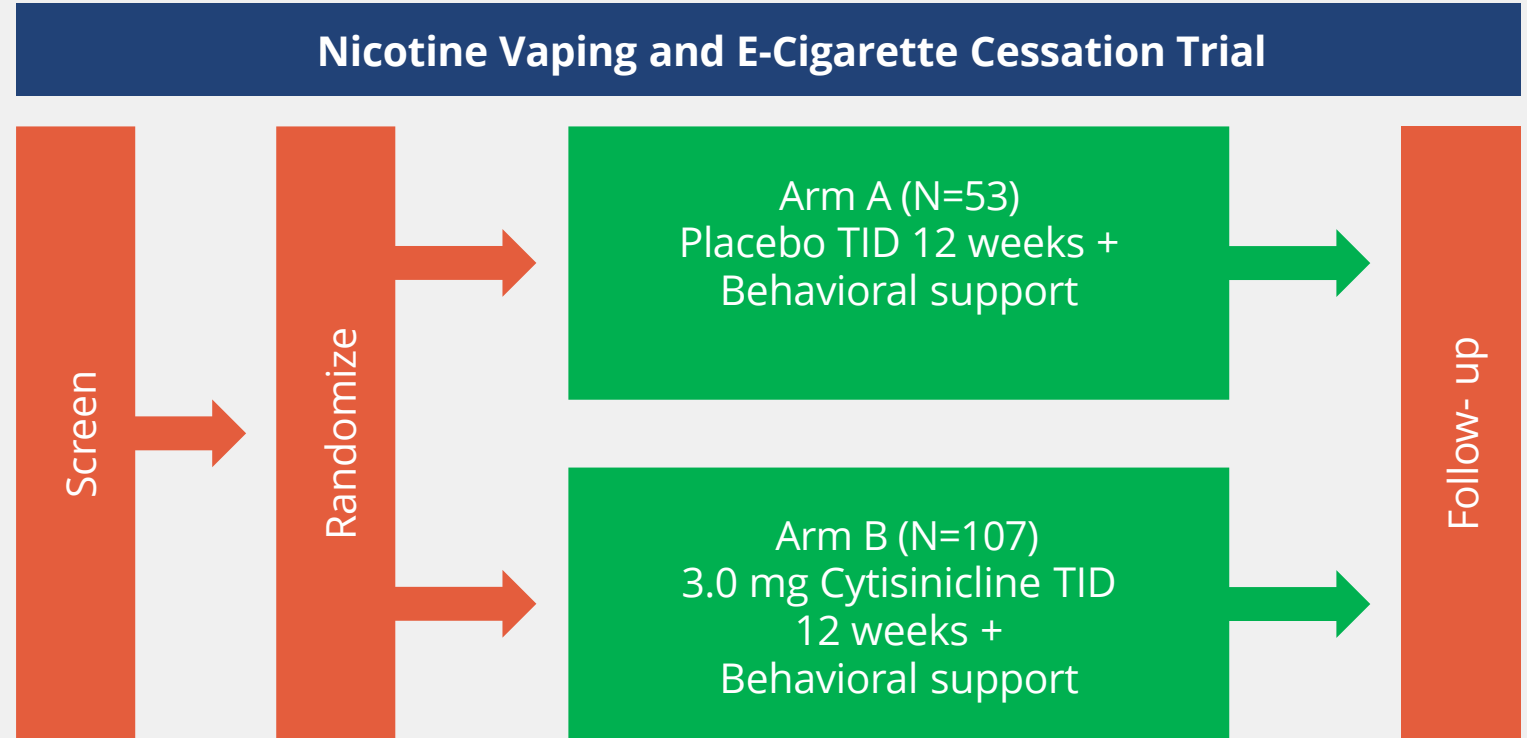 Nicotine Vaping and E-Cigarette Cessation Trial
Screen
Randomize
Arm A (N=53)
Placebo TID 12 weeks +
Behavioral support
Arm B (N=107)
3.0 mg Cytisinicline TID
12 weeks +
Behavioral support
Follow- up